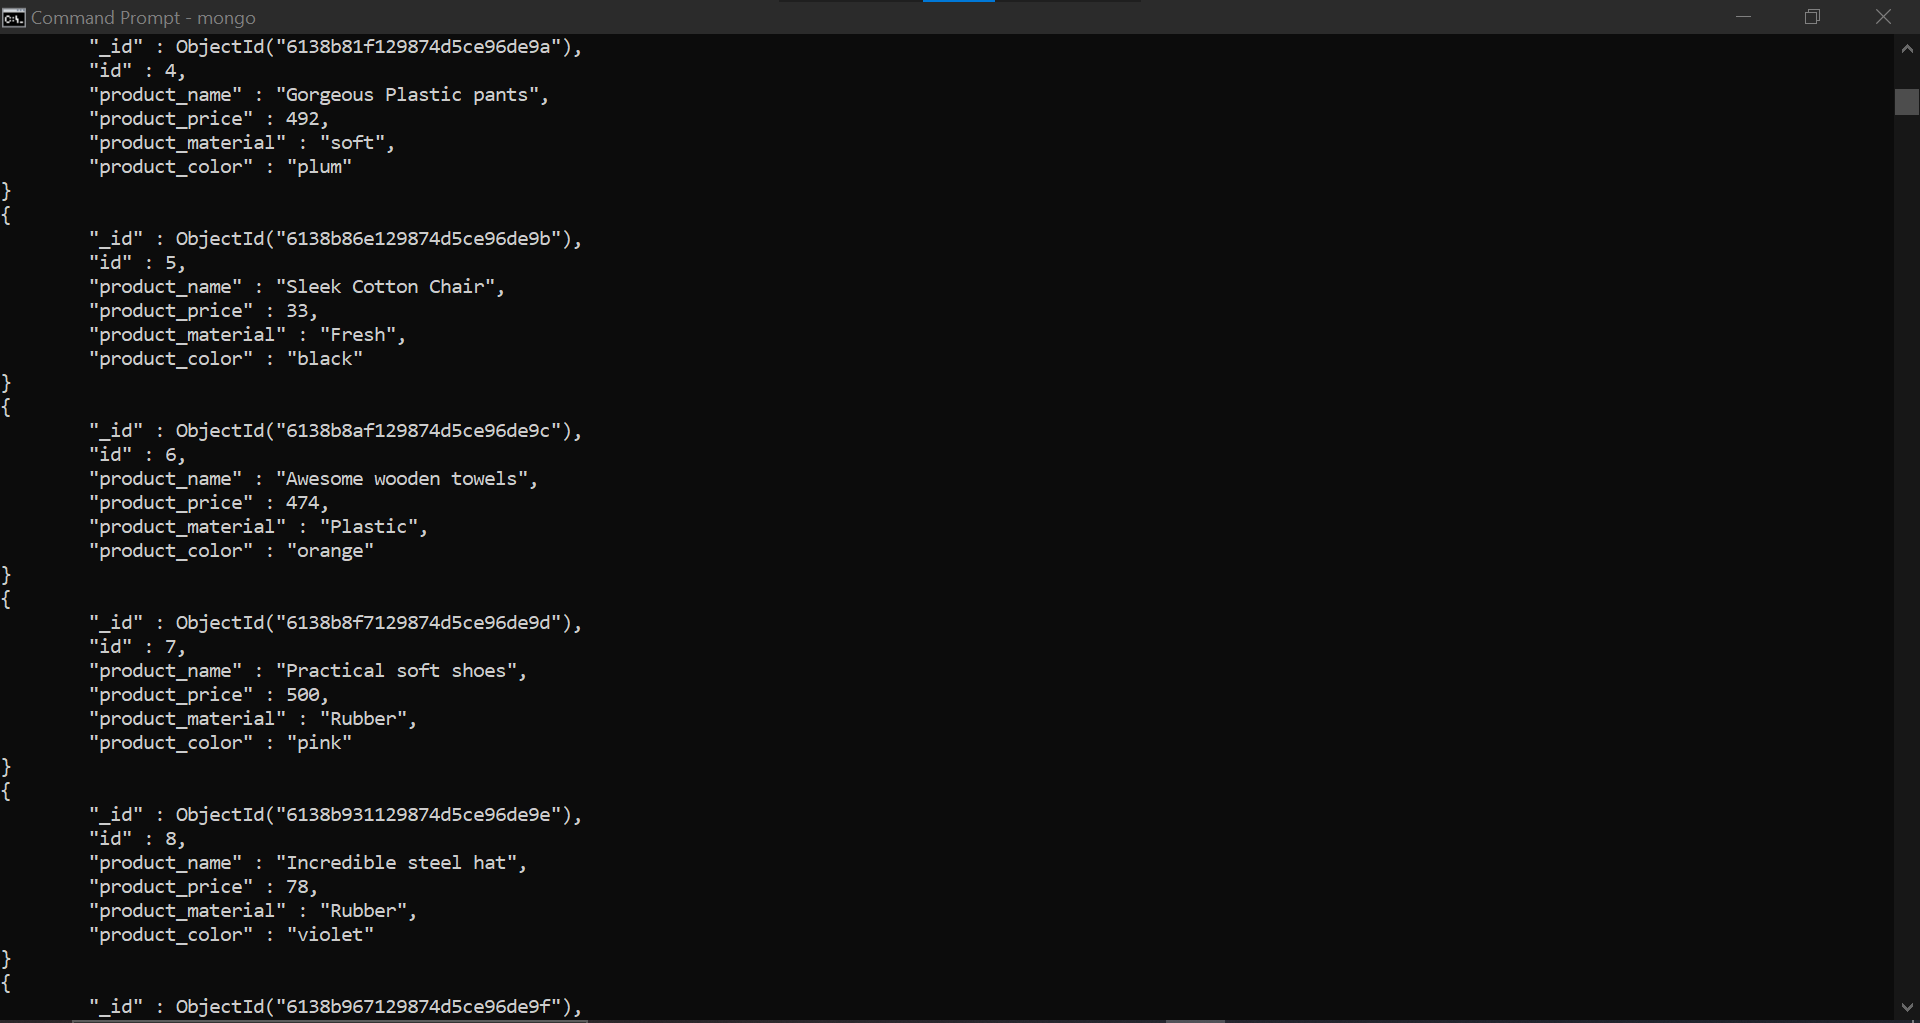 Command Prompt - mongo
"_id" : ObjectId("6138b81f129874d5ce96de9a"),
"id" : 4,
"product_name" : "Gorgeous Plastic pants",
"product_price" : 492,
"product_material" : "soft",
"product_color" : "plum"
}
{
"_id" : ObjectId("6138b86e129874d5ce96de9b"),
"id" : 5,
"product_name" : "Sleek Cotton Chair",
"product_price" : 33,
"product_material" : "Fresh",
"product_color" : "black"
}
{
"_id" : ObjectId("6138b8af129874d5ce96de9c"),
"id" : 6,
"product_name" : "Awesome wooden towels",
"product_price" : 474,
"product_material" : "Plastic",
"product_color" : "orange"
}
{
"_id" : ObjectId("6138b8f7129874d5ce96de9d"),
"id" : 7,
"product_name" : "Practical soft shoes",
"product_price" : 500,
"product_material" : "Rubber",
"product_color" : "pink"
}
{
"_id" : ObjectId("6138b931129874d5ce96de9e"),
"id" : 8,
"product_name" : "Incredible steel hat",
"product_price" : 78,
"product_material" : "Rubber",
"product_color" : "violet"
}
{
"_id" : ObjectId("6138b967129874d5ce96de9f"),